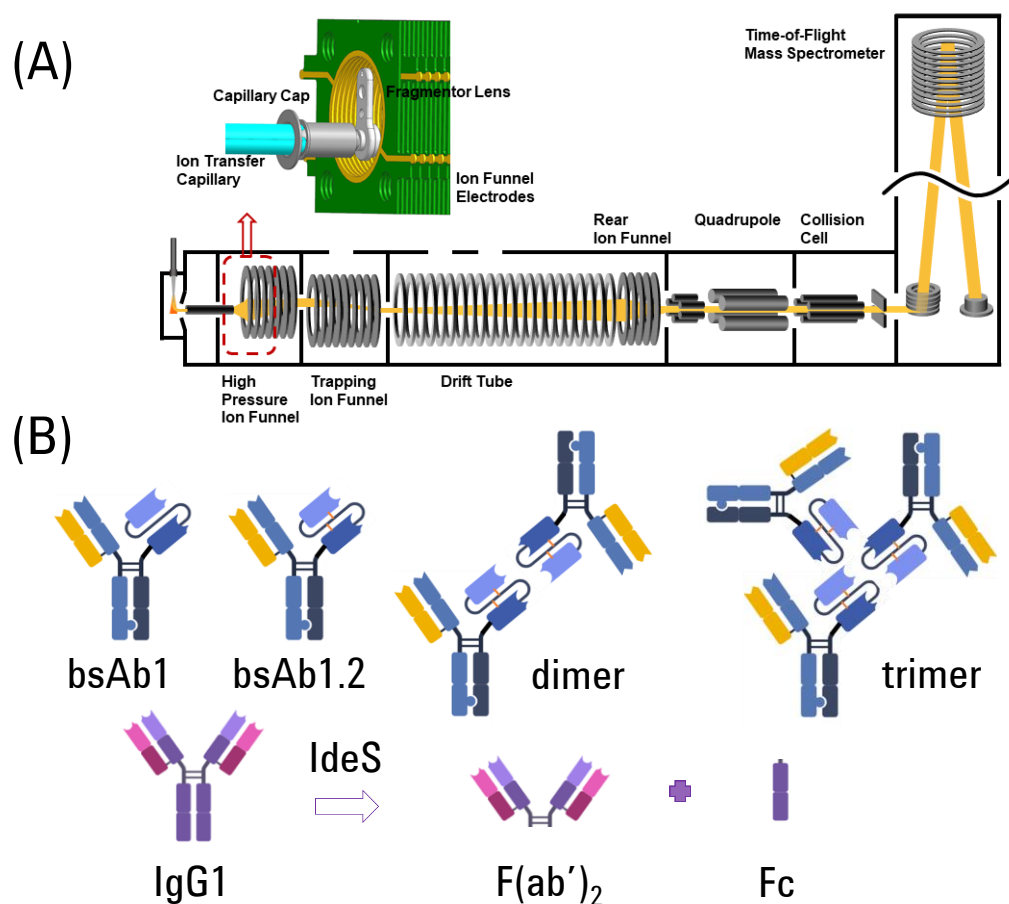 (A)
Time-of-Flight
Mass Spectrometer
Capillary Cap
Fragmentor Lens
Ion Transfer
Capillary
Ion Funnel
Electrodes
Rear
Ion Funnel
Quadrupole
Collision
Cell
High
Pressure
Ion Funnel
Trapping
Ion Funnel
Drift Tube
(B)
bsAb1
bsAb1.2
dimer
trimer
IdeS
IgG1
F(ab′)₂
Fc